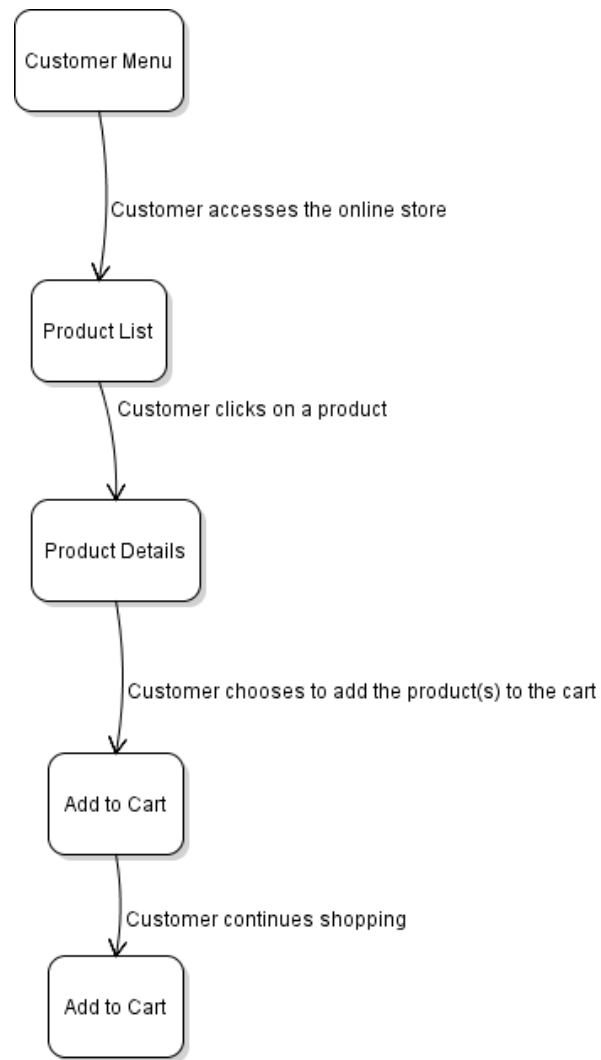 Customer Menu
Customer accesses the online store
Product List
Customer clicks on a product
Product Details
Customer chooses to add the product(s) to the cart
Add to Cart
Customer continues shopping
Add to Cart